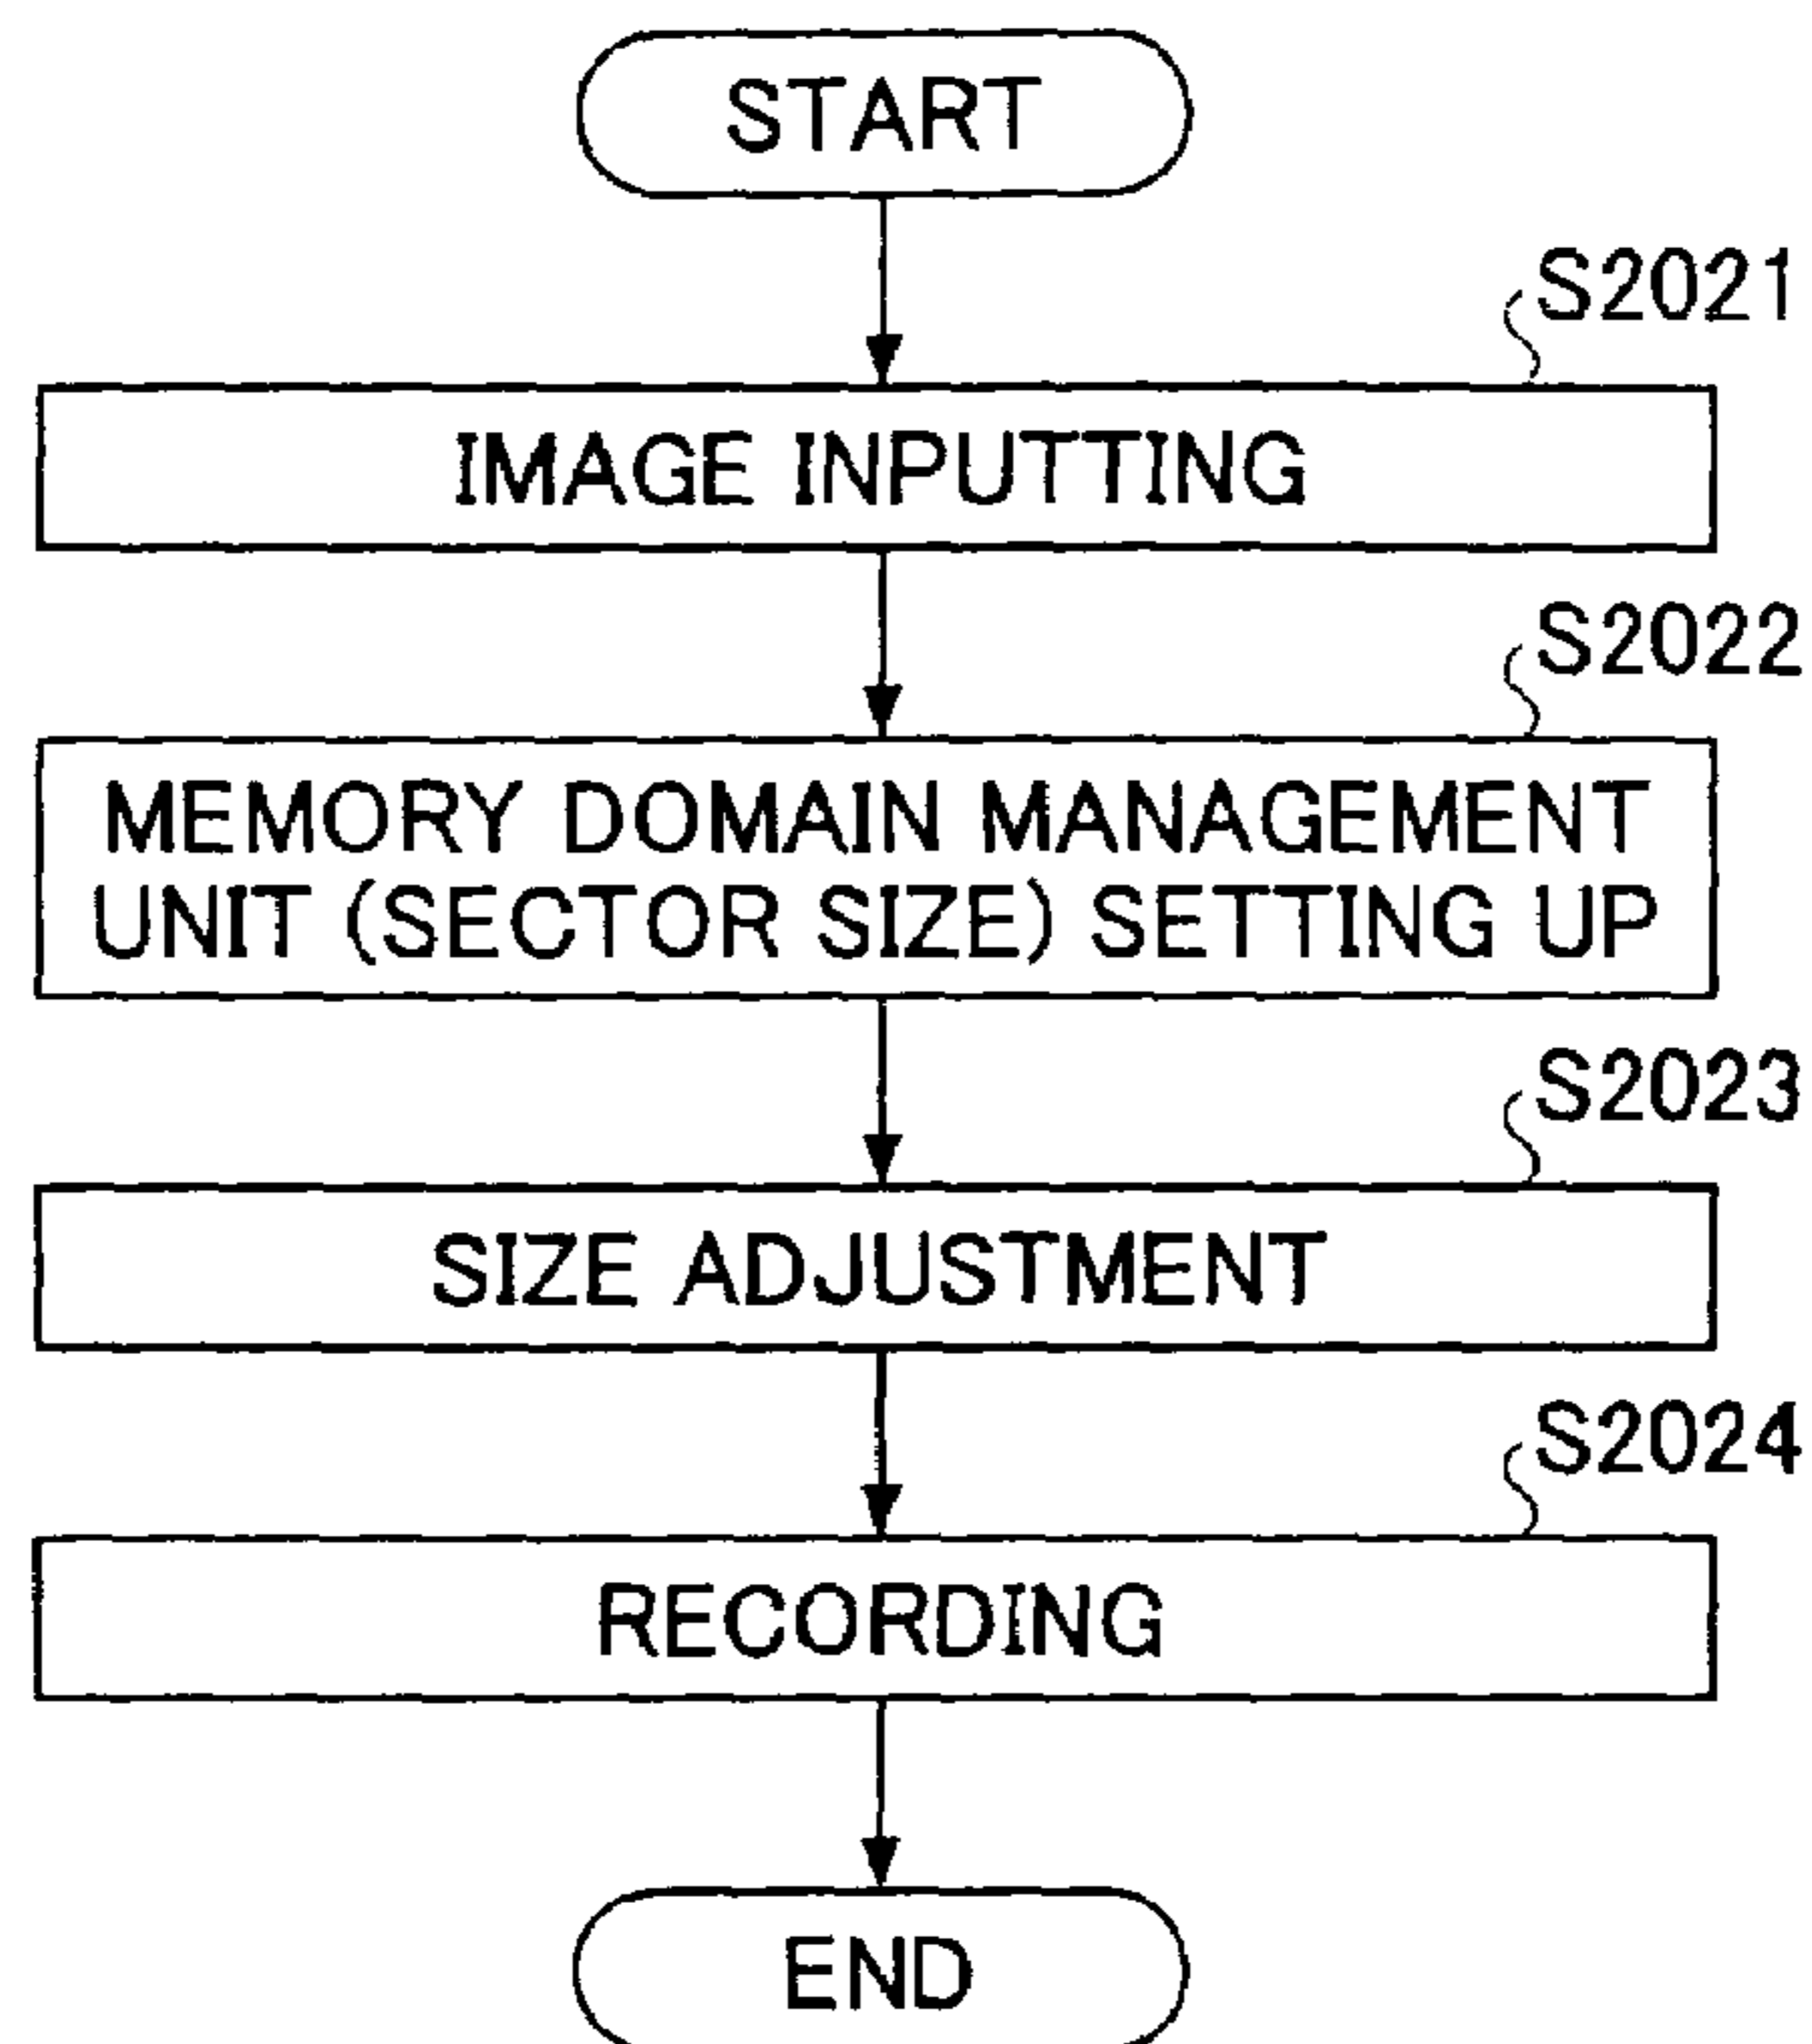 START
S2021
IMAGE INPUTTING
S2022
MEMORY DOMAIN MANAGEMENT
UNIT (SECTOR SIZE) SETTING UP
S2023
SIZE ADJUSTMENT
S2024
RECORDING
END